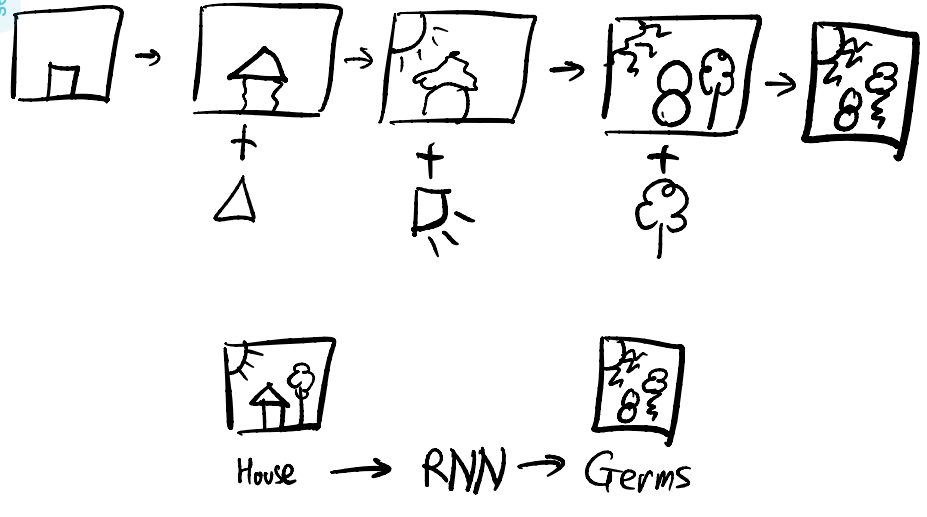 House → RNN → Germs